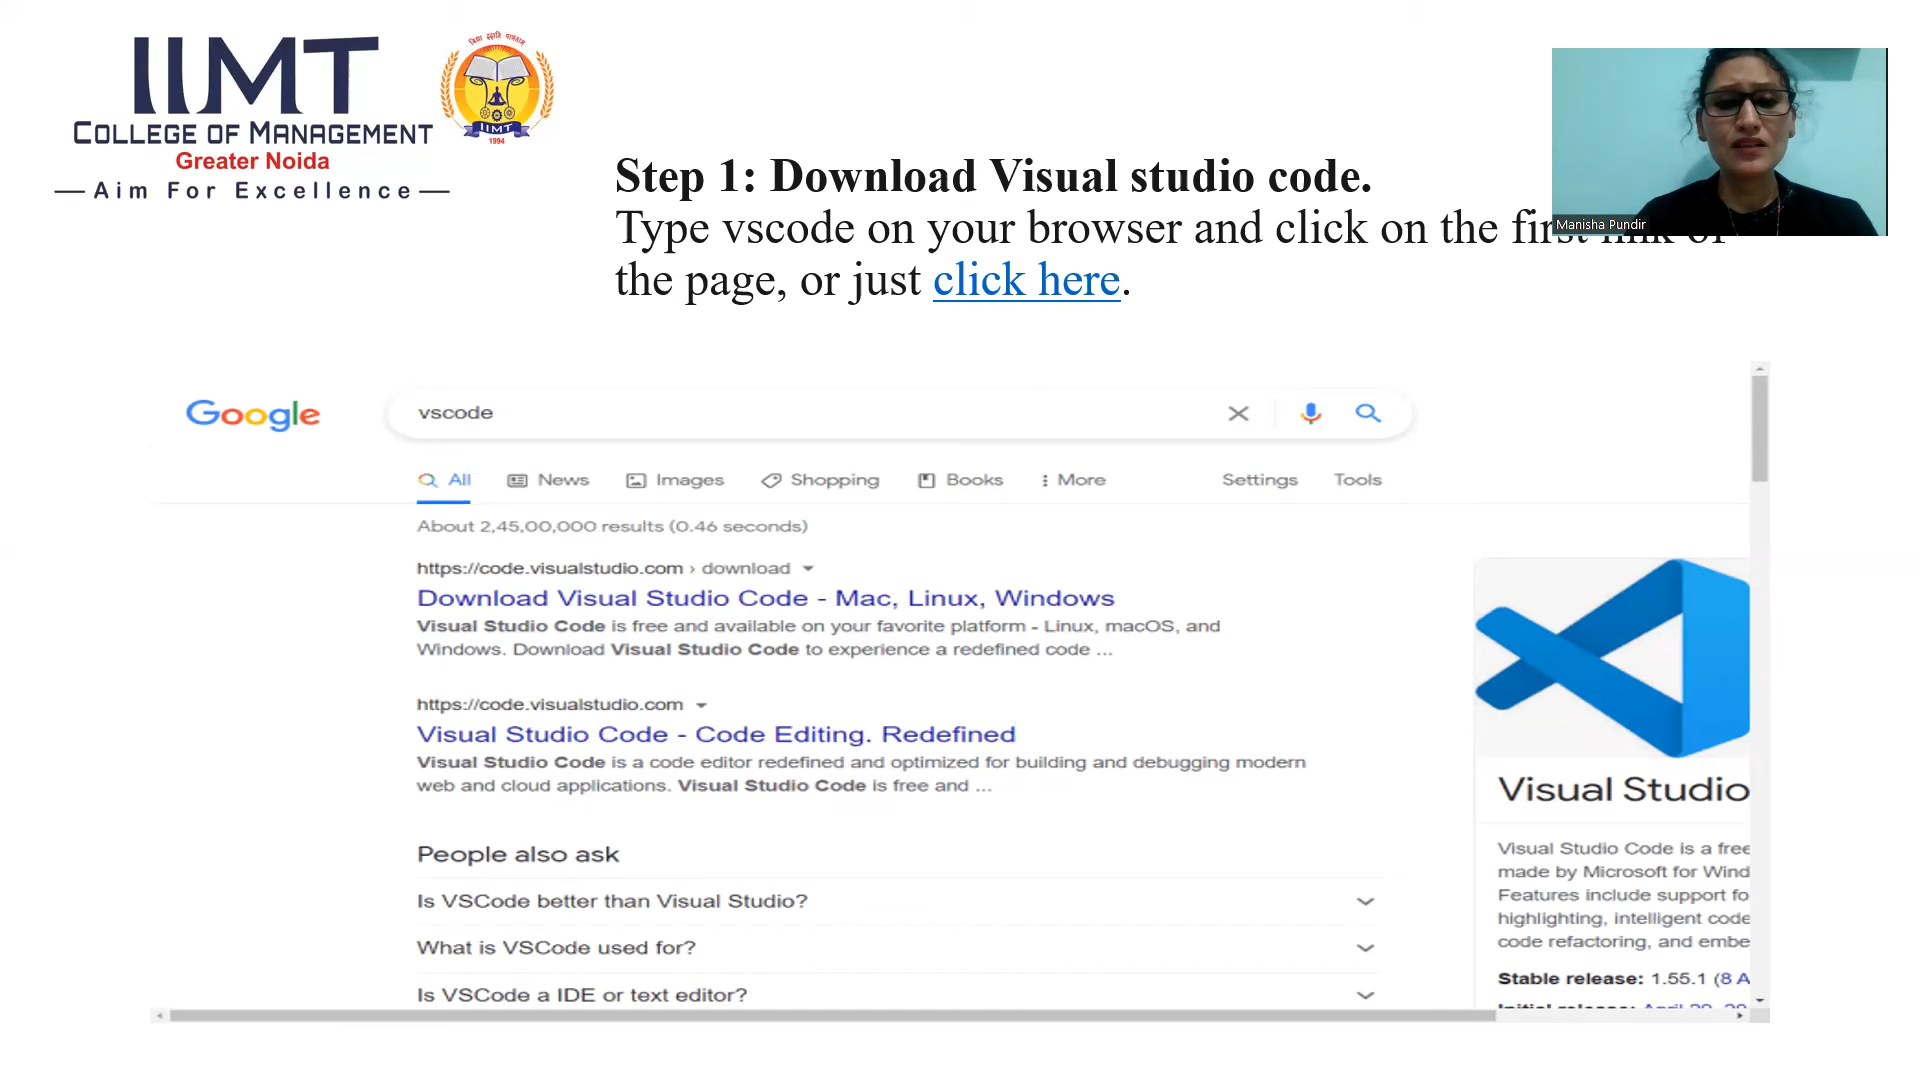 IIMT
COLLEGE OF MANAGEMENT
Greater Noida
— Aim For Excellence —
IIMT
1994
Manisha Pundir
Step 1: Download Visual studio code.
Type vscode on your browser and click on the first link of
the page, or just click here.
Google
vscode
All News Images Shopping Books More Settings Tools
About 2,45,00,000 results (0.46 seconds)
https://code.visualstudio.com › download
Download Visual Studio Code - Mac, Linux, Windows
Visual Studio Code is free and available on your favorite platform - Linux, macOS, and
Windows. Download Visual Studio Code to experience a redefined code ...
https://code.visualstudio.com
Visual Studio Code - Code Editing. Redefined
Visual Studio Code is a code editor redefined and optimized for building and debugging modern
web and cloud applications. Visual Studio Code is free and ...
People also ask
Is VSCode better than Visual Studio?
What is VSCode used for?
Is VSCode a IDE or text editor?
Visual Studio
Visual Studio Code is a free
made by Microsoft for Wind
Features include support fo
highlighting, intelligent code
code refactoring, and embe
Stable release: 1.55.1 (8 A